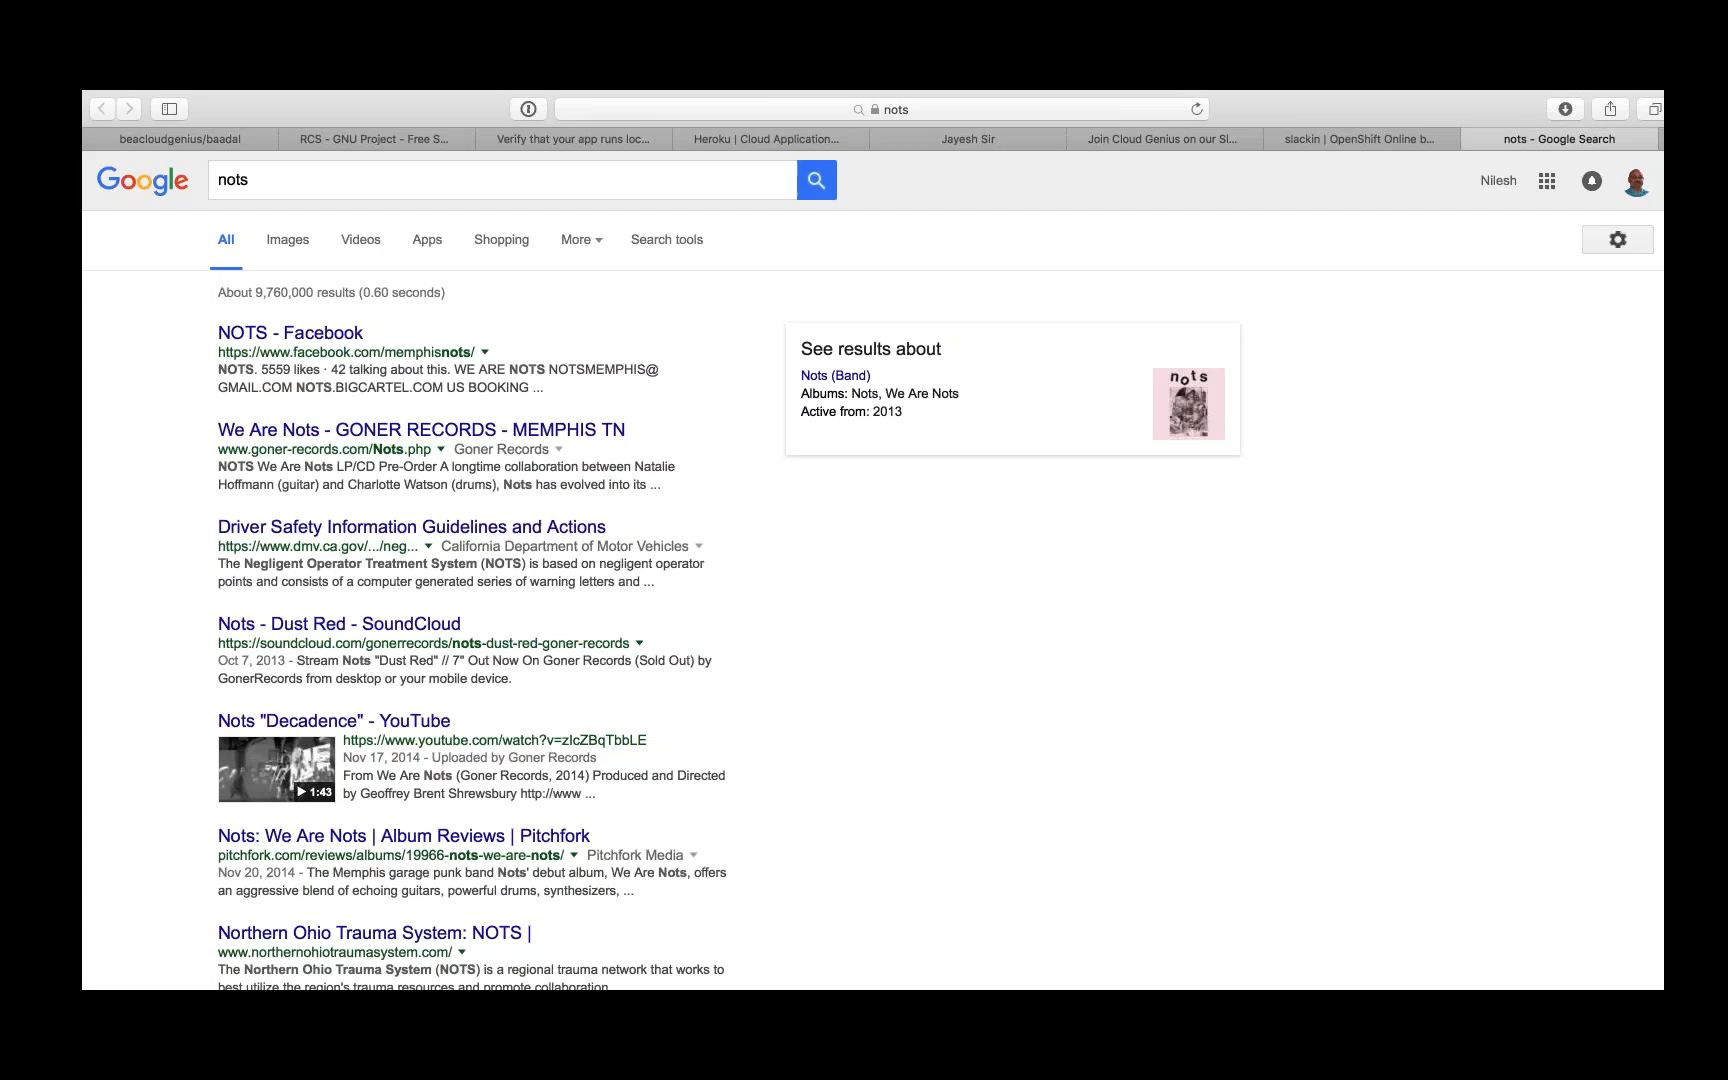 nots
beacloudgenius/baadal
RCS - GNU Project - Free S...
Verify that your app runs loc...
Heroku | Cloud Application...
Jayesh Sir
Join Cloud Genius on our Sl...
slackin | OpenShift Online b...
nots - Google Search
Google
nots
Nilesh
All
Images
Videos
Apps
Shopping
More
Search tools
About 9,760,000 results (0.60 seconds)
NOTS - Facebook
https://www.facebook.com/memphisnots/
NOTS. 5559 likes · 42 talking about this. WE ARE NOTS NOTSMEMPHIS@
GMAIL.COM NOTS.BIGCARTEL.COM US BOOKING ...
We Are Nots - GONER RECORDS - MEMPHIS TN
www.goner-records.com/Nots.php Goner Records
NOTS We Are Nots LP/CD Pre-Order A longtime collaboration between Natalie
Hoffmann (guitar) and Charlotte Watson (drums), Nots has evolved into its ...
Driver Safety Information Guidelines and Actions
https://www.dmv.ca.gov/.../neg... California Department of Motor Vehicles
The Negligent Operator Treatment System (NOTS) is based on negligent operator
points and consists of a computer generated series of warning letters and ...
Nots - Dust Red - SoundCloud
https://soundcloud.com/gonerrecords/nots-dust-red-goner-records
Oct 7, 2013 - Stream Nots "Dust Red" // 7" Out Now On Goner Records (Sold Out) by
GonerRecords from desktop or your mobile device.
Nots "Decadence" - YouTube
https://www.youtube.com/watch?v=zIcZBqTbbLE
Nov 17, 2014 - Uploaded by Goner Records
From We Are Nots (Goner Records, 2014) Produced and Directed
by Geoffrey Brent Shrewsbury http://www ...
1:43
Nots: We Are Nots | Album Reviews | Pitchfork
pitchfork.com/reviews/albums/19966-nots-we-are-nots/ Pitchfork Media
Nov 20, 2014 - The Memphis garage punk band Nots' debut album, We Are Nots, offers
an aggressive blend of echoing guitars, powerful drums, synthesizers, ...
Northern Ohio Trauma System: NOTS |
www.northernohiotraumasystem.com/
The Northern Ohio Trauma System (NOTS) is a regional trauma network that works to
best utilize the region's trauma resources and promote collaboration
See results about
Nots (Band)
Albums: Nots, We Are Nots
Active from: 2013
nots